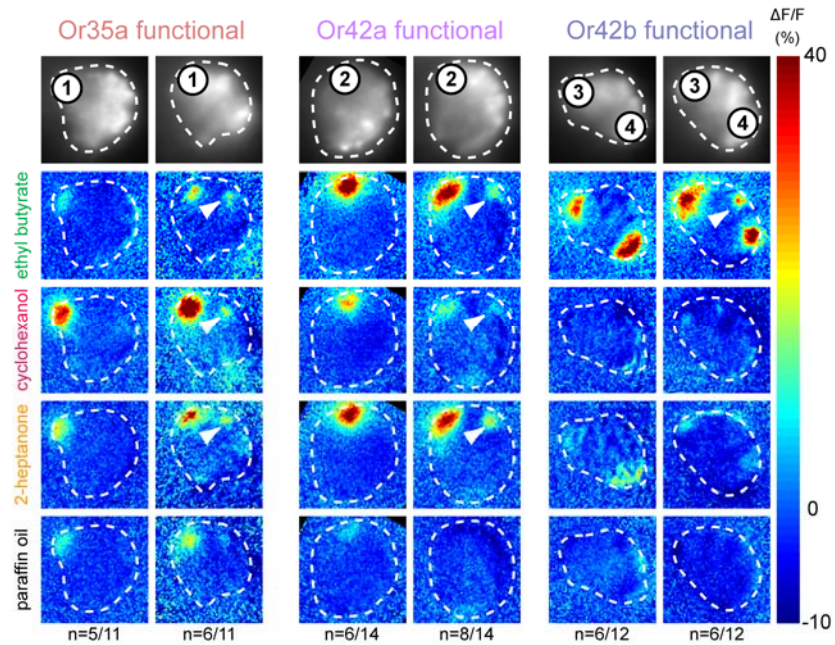 Or35a functional
Or42a functional
Or42b functional
ΔF/F
(%)
40
0
-10
1
1
2
2
3
4
3
4
ethyl butyrate
cyclohexanol
2-heptanone
paraffin oil
n=5/11
n=6/11
n=6/14
n=8/14
n=6/12
n=6/12